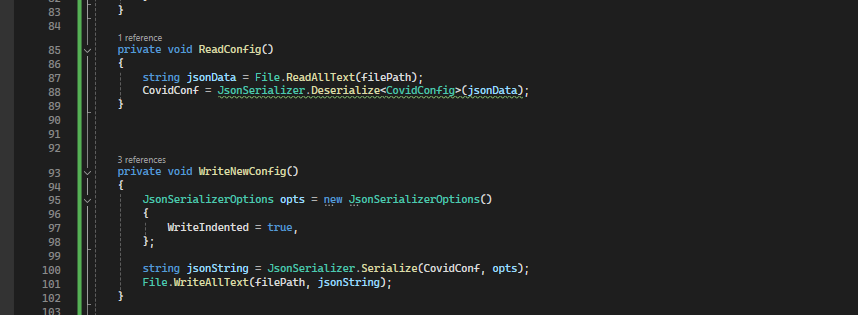 83 }
84
1 reference
85 private void ReadConfig()
86 {
87 string jsonData = File.ReadAllText(filePath);
88 CovidConf = JsonSerializer.Deserialize<CovidConfig>(jsonData);
89 }
90
91
92
3 references
93 private void WriteNewConfig()
94 {
95 JsonSerializerOptions opts = new JsonSerializerOptions()
96 {
97 WriteIndented = true,
98 };
99
100 string jsonString = JsonSerializer.Serialize(CovidConf, opts);
101 File.WriteAllText(filePath, jsonString);
102 }
103